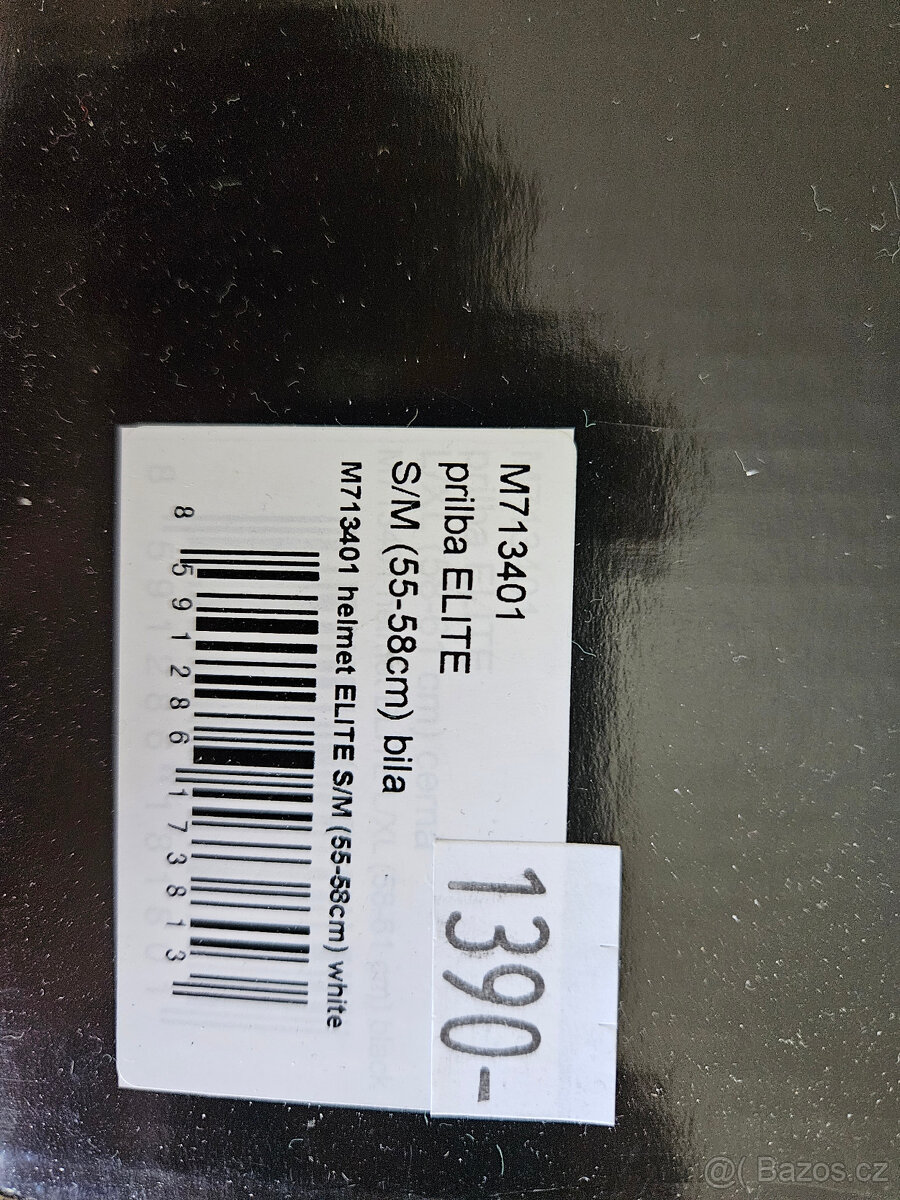 M713401
prilba ELITE
S/M (55-58cm) bila
M713401 helmet ELITE S/M (55-58cm) white
8 591286 173813
1390-
@( Bazos.cz